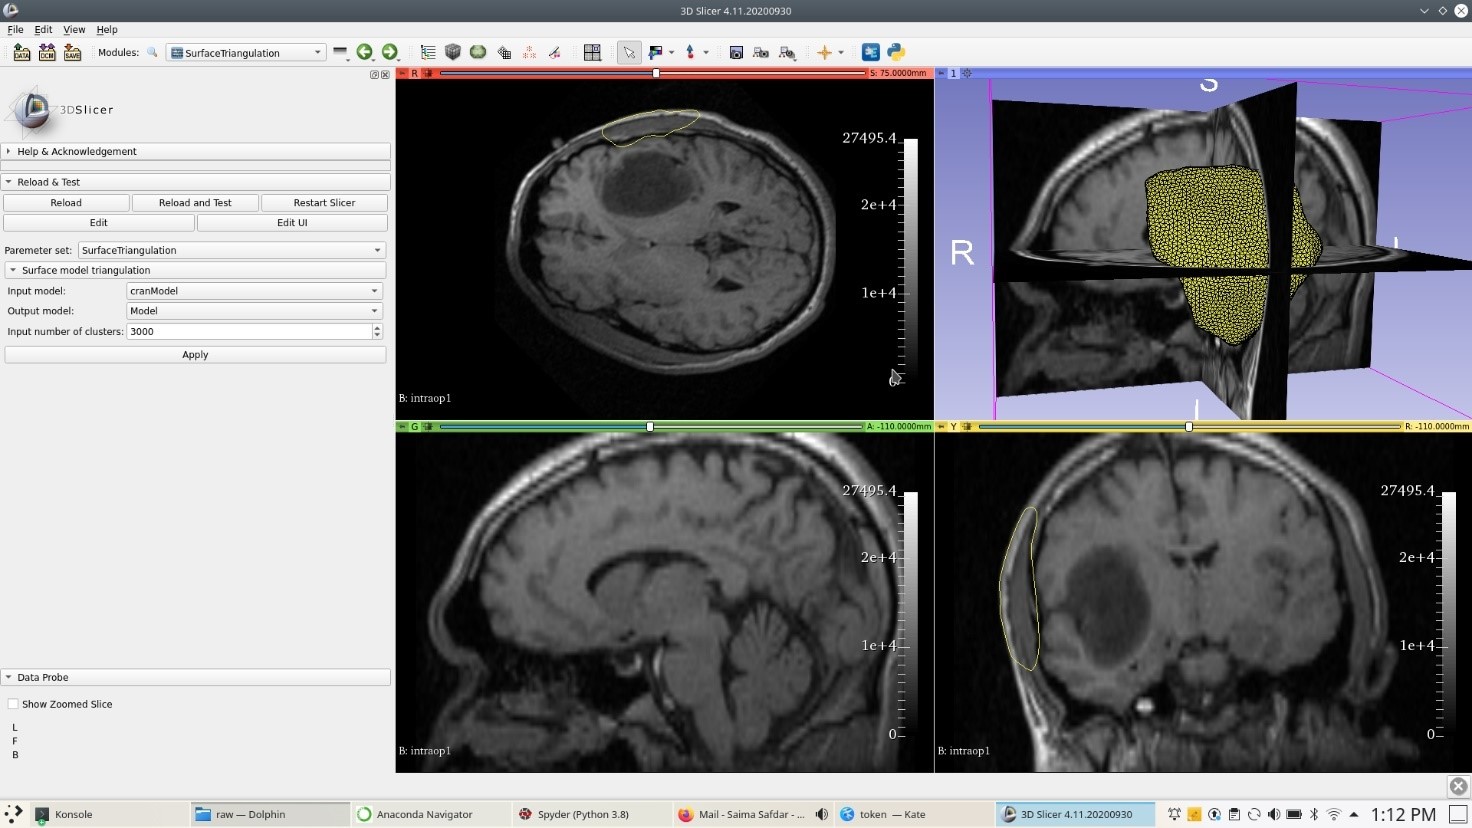 3D Slicer 4.11.20200930
File Edit View Help
DATA DCM SAVE Modules: SurfaceTriangulation
R S: 75.0000mm
1
3DSlicer
Help & Acknowledgement
Reload & Test
Reload Reload and Test Restart Slicer
Edit Edit UI
Paremeter set: SurfaceTriangulation
Surface model triangulation
Input model: cranModel
Output model: Model
Input number of clusters: 3000
Apply
27495.4
2e+4
1e+4
0
B: intraop1
S
R
L
I
G A: -110.0000mm
27495.4
2e+4
1e+4
0
B: intraop1
Y R: -110.0000mm
27495.4
2e+4
1e+4
0
B: intraop1
Data Probe
Show Zoomed Slice
L
F
B
Konsole
raw — Dolphin
Anaconda Navigator
Spyder (Python 3.8)
Mail - Saima Safdar - ...
token — Kate
3D Slicer 4.11.20200930
1:12 PM